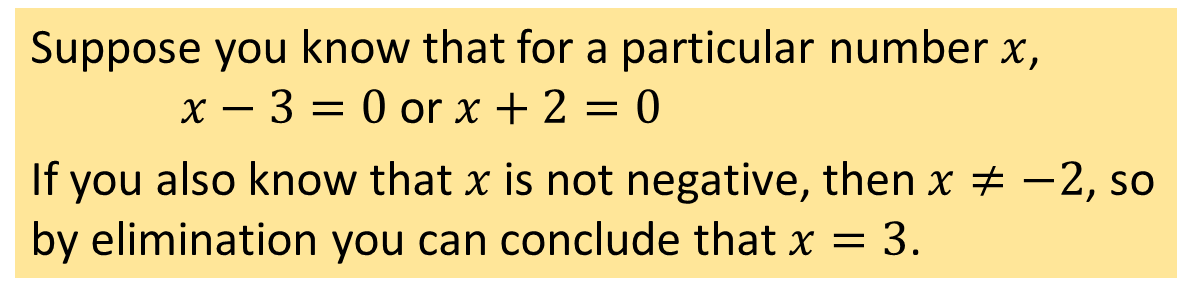 Suppose you know that for a particular number x,
x − 3 = 0 or x + 2 = 0
If you also know that x is not negative, then x ≠ −2, so
by elimination you can conclude that x = 3.